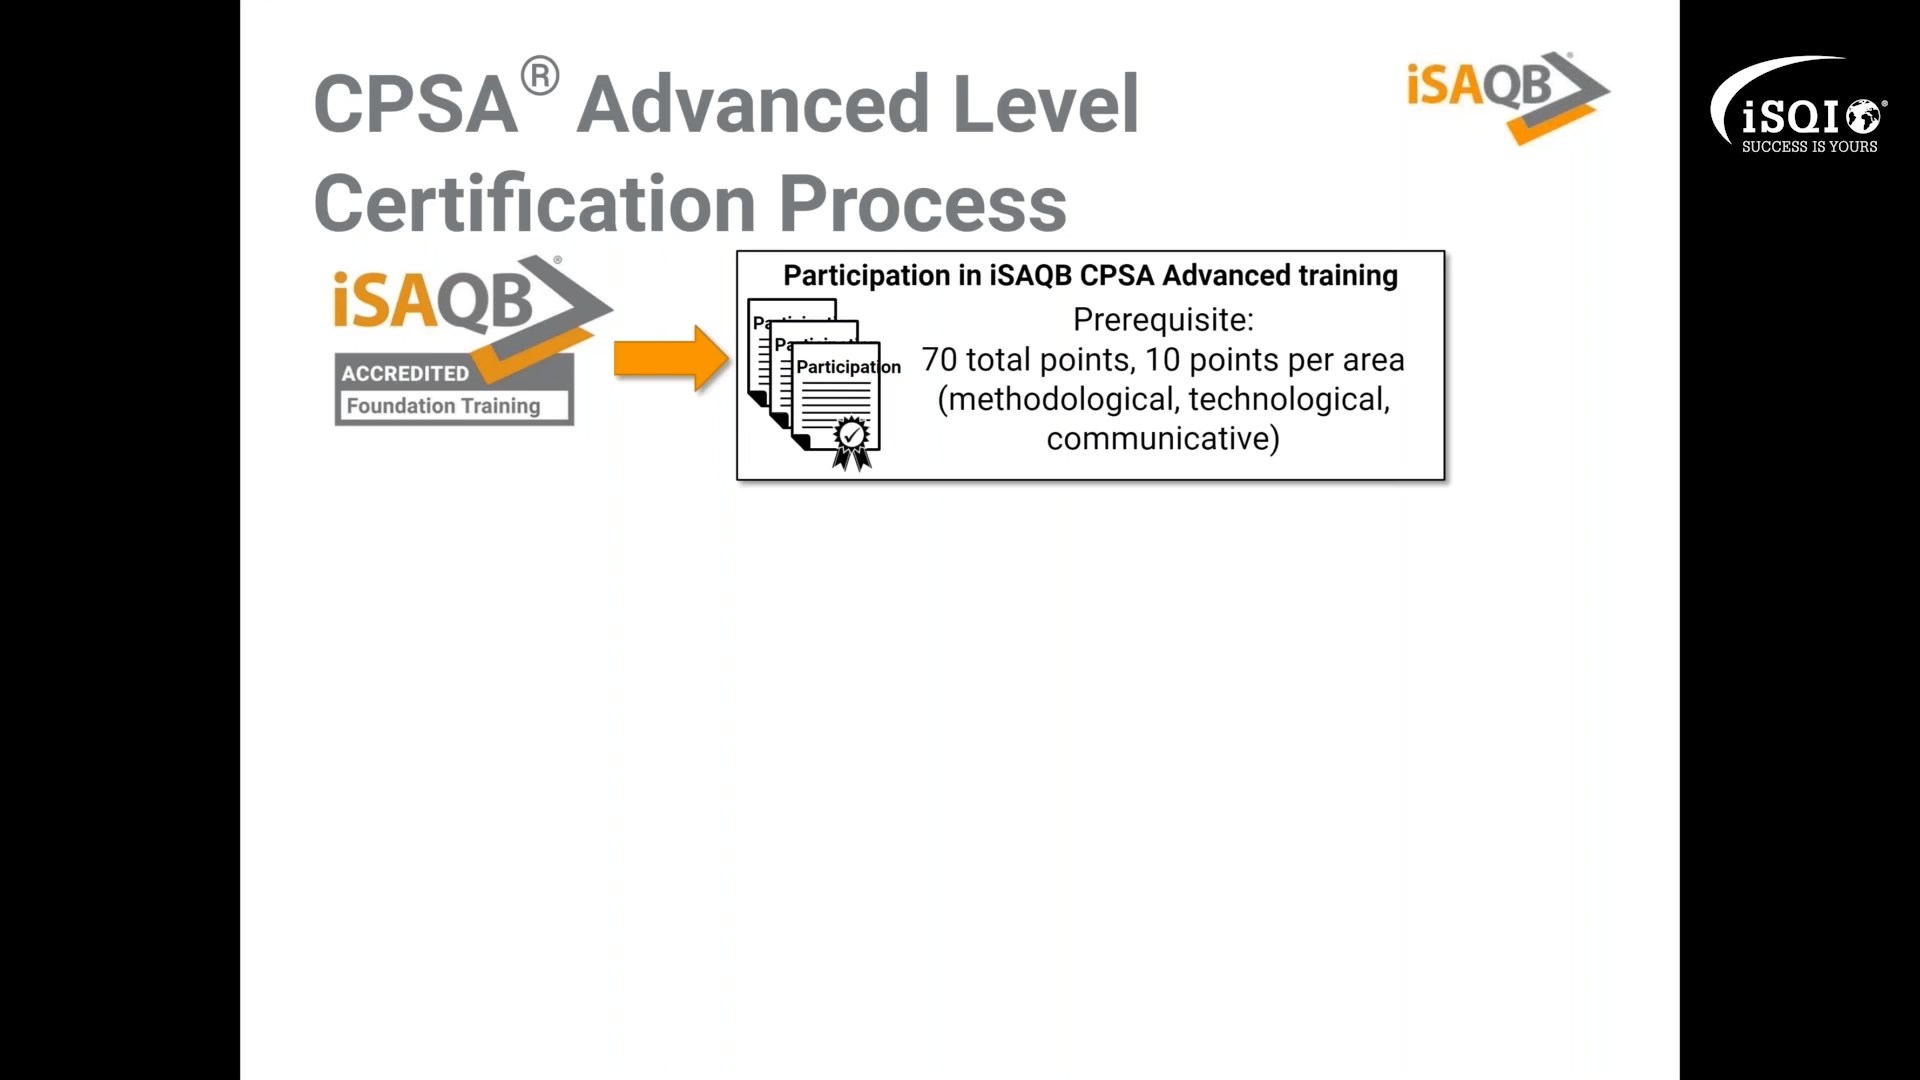 CPSA® Advanced Level
Certification Process
iSAQB®
iSQI®
SUCCESS IS YOURS
iSAQB®
ACCREDITED
Foundation Training
Participation in iSAQB CPSA Advanced training
Participation
Prerequisite:
70 total points, 10 points per area
(methodological, technological,
communicative)